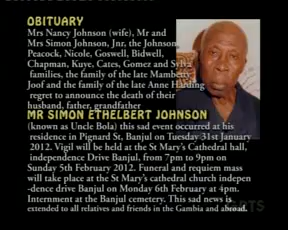 OBITUARY
Mrs Nancy Johnson (wife), Mr and
Mrs Simon Johnson, Jnr, the Johnson,
Peacock, Nicole, Goswell, Bidwell,
Chapman, Kuye, Cates, Gomez and Sylva
families, the family of the late Mambetty
Joof and the family of the late Anne Harding
regret to announce the death of their
husband, father, grandfather
MR SIMON ETHELBERT JOHNSON
(known as Uncle Bola) this sad event occurred at his
residence in Pignard St, Banjul on Tuesday 31st January
2012. Vigil will be held at the St Mary's Cathedral hall,
independence Drive Banjul, from 7pm to 9pm on
Sunday 5th February 2012. Funeral and requiem mass
will take place at the St Mary's cathedral church indepen
-dence drive Banjul on Monday 6th February at 4pm.
Internment at the Banjul cemetery. This sad news is
extended to all relatives and friends in the Gambia and abroad.